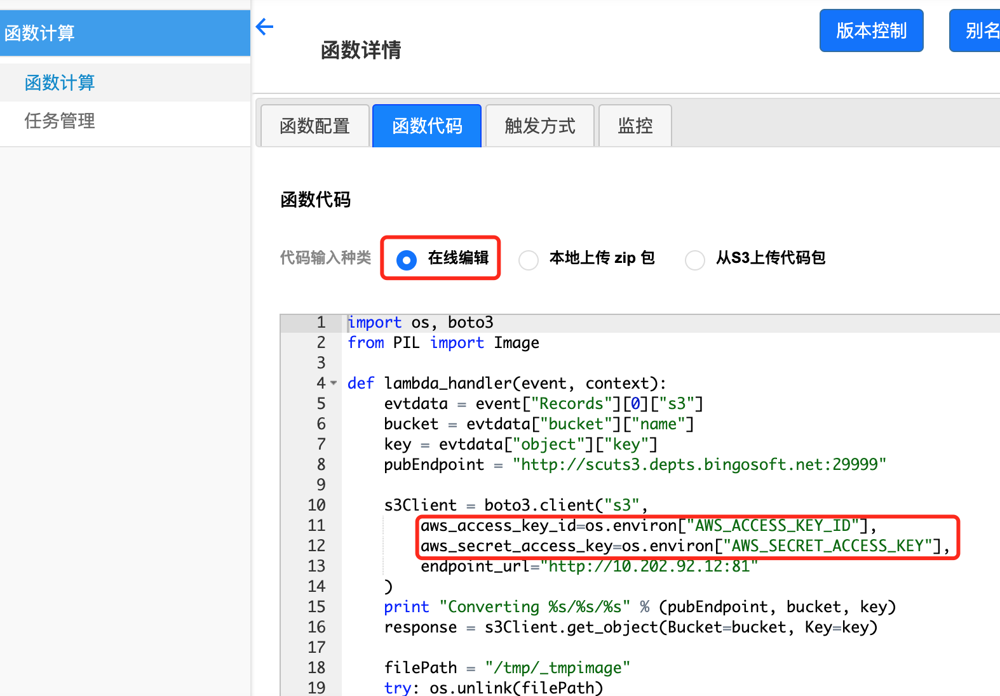 函数计算
函数计算
任务管理
函数详情
版本控制
别名
函数配置
函数代码
触发方式
监控
函数代码
代码输入种类
在线编辑
本地上传 zip 包
从S3上传代码包
1 import os, boto3
2 from PIL import Image
3
4 def lambda_handler(event, context):
5 evtdata = event["Records"][0]["s3"]
6 bucket = evtdata["bucket"]["name"]
7 key = evtdata["object"]["key"]
8 pubEndpoint = "http://scuts3.depts.bingosoft.net:29999"
9
10 s3Client = boto3.client("s3",
11 aws_access_key_id=os.environ["AWS_ACCESS_KEY_ID"],
12 aws_secret_access_key=os.environ["AWS_SECRET_ACCESS_KEY"],
13 endpoint_url="http://10.202.92.12:81"
14 )
15 print "Converting %s/%s/%s" % (pubEndpoint, bucket, key)
16 response = s3Client.get_object(Bucket=bucket, Key=key)
17
18 filePath = "/tmp/_tmpimage"
19 try: os.unlink(filePath)